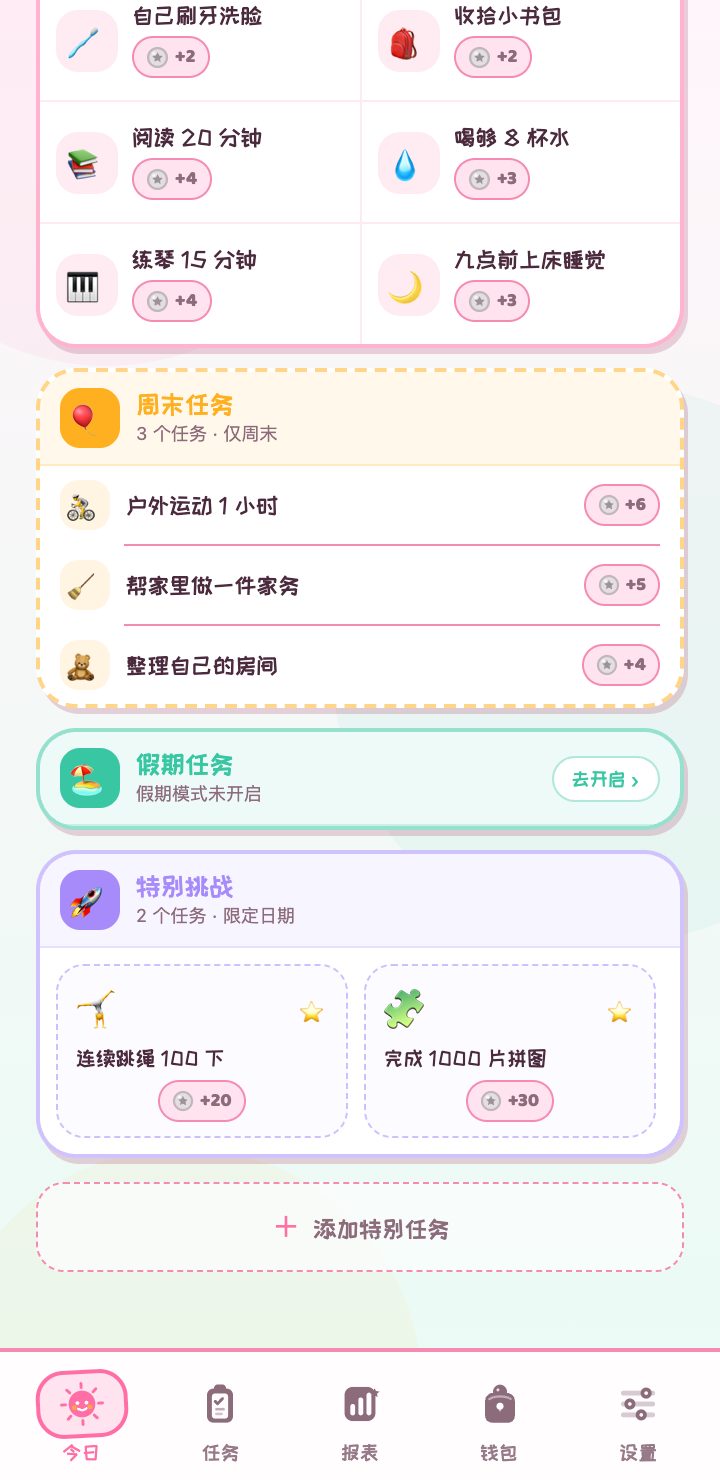 自己刷牙洗脸
收拾小书包
+2
+2
阅读 20 分钟
喝够 8 杯水
+4
+3
练琴 15 分钟
九点前上床睡觉
+4
+3
周末任务
3 个任务 · 仅周末
户外运动 1 小时
+6
帮家里做一件家务
+5
整理自己的房间
+4
假期任务
假期模式未开启
去开启 ›
特别挑战
2 个任务 · 限定日期
连续跳绳 100 下
完成 1000 片拼图
+20
+30
+ 添加特别任务
今日
任务
报表
钱包
设置